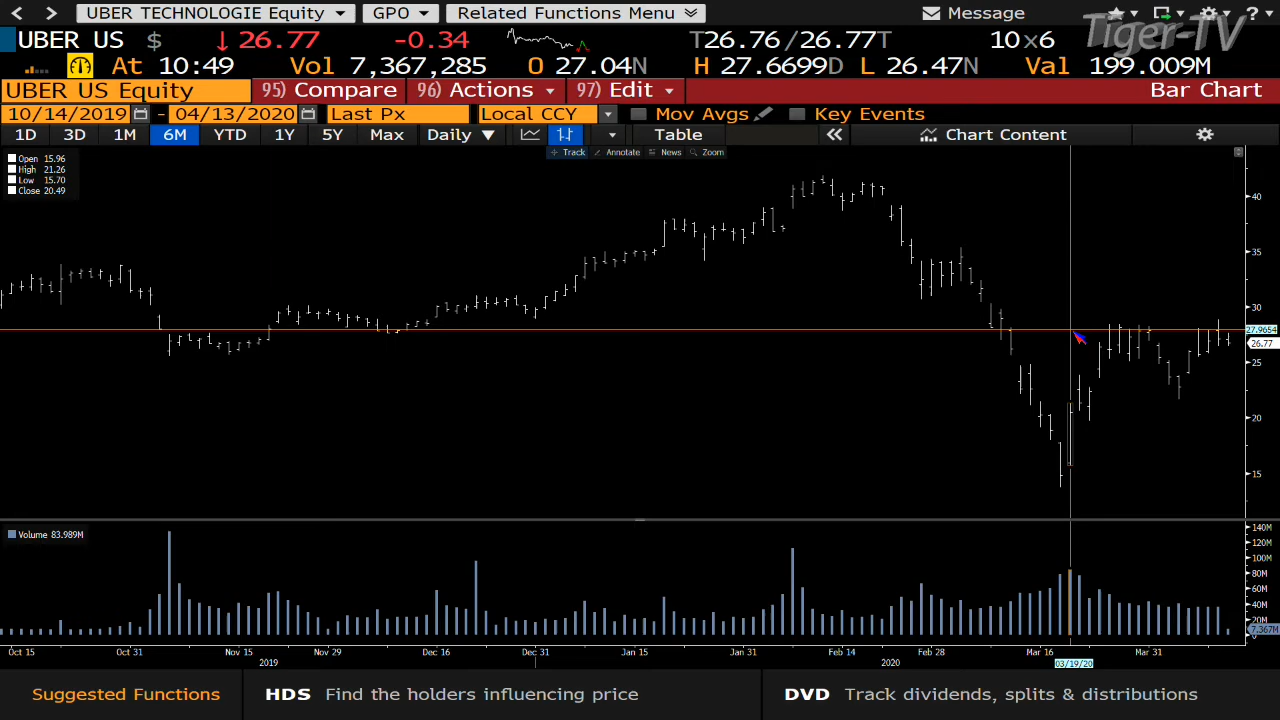 UBER TECHNOLOGIE Equity GPO Related Functions Menu Message ?
Tiger-TV
UBER US $ ↓ 26.77 -0.34 T26.76/26.77T 10x6
At 10:49 Vol 7,367,285 O 27.04N H 27.6699D L 26.47N Val 199.009M
UBER US Equity 95) Compare 96) Actions 97) Edit Bar Chart
10/14/2019 - 04/13/2020 Last Px Local CCY Mov Avgs Key Events
1D 3D 1M 6M YTD 1Y 5Y Max Daily ▼ Table Chart Content
Track Annotate News Zoom
Open 15.96
High 21.26
Low 15.70
Close 20.49
40
35
30
27.9654
26.77
25
20
15
Volume 83.989M
140M
120M
100M
80M
60M
40M
20M
7.367M
0
Oct 15 Oct 31 Nov 15 Nov 29 Dec 16 Dec 31 Jan 15 Jan 31 Feb 14 Feb 28 Mar 16 Mar 31
2019 2020 03/19/20
Suggested Functions HDS Find the holders influencing price DVD Track dividends, splits & distributions